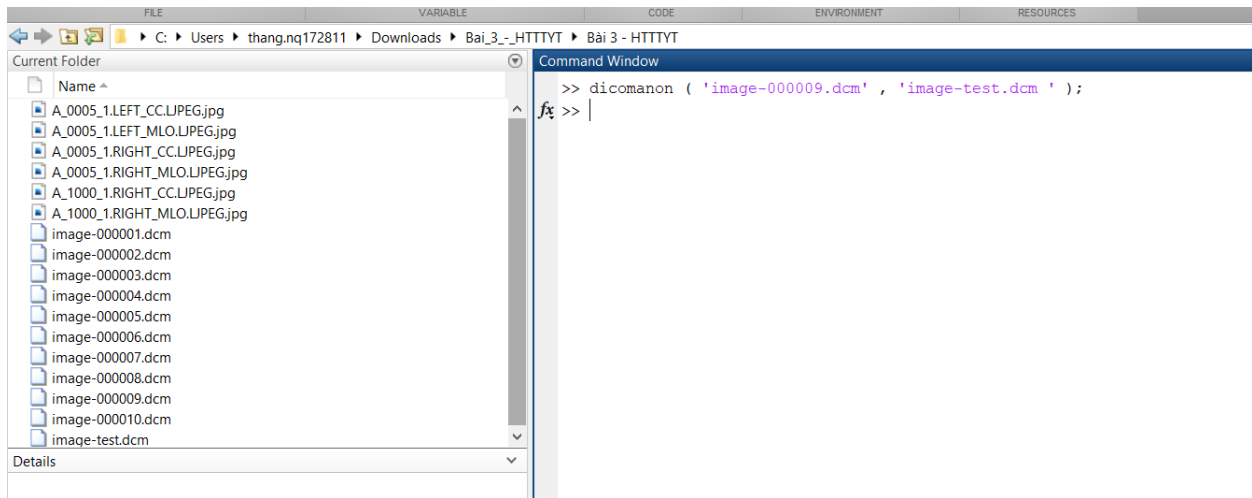 FILE VARIABLE CODE ENVIRONMENT RESOURCES
C: Users thang.nq172811 Downloads Bai_3_-_HTTTYT Bài 3 - HTTTYT
Current Folder
Name
A_0005_1.LEFT_CC.LJPEG.jpg
A_0005_1.LEFT_MLO.LJPEG.jpg
A_0005_1.RIGHT_CC.LJPEG.jpg
A_0005_1.RIGHT_MLO.LJPEG.jpg
A_1000_1.RIGHT_CC.LJPEG.jpg
A_1000_1.RIGHT_MLO.LJPEG.jpg
image-000001.dcm
image-000002.dcm
image-000003.dcm
image-000004.dcm
image-000005.dcm
image-000006.dcm
image-000007.dcm
image-000008.dcm
image-000009.dcm
image-000010.dcm
image-test.dcm
Details
Command Window
>> dicomanon ( 'image-000009.dcm' , 'image-test.dcm ' );
fx >>